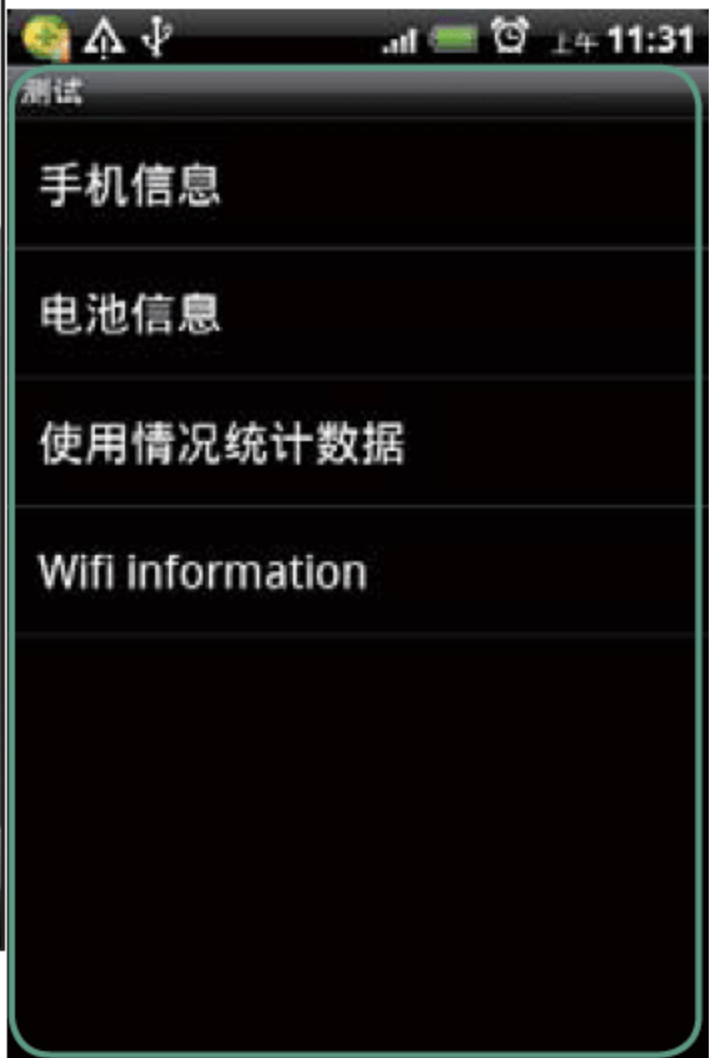 上午 11:31
测试
手机信息
电池信息
使用情况统计数据
Wifi information